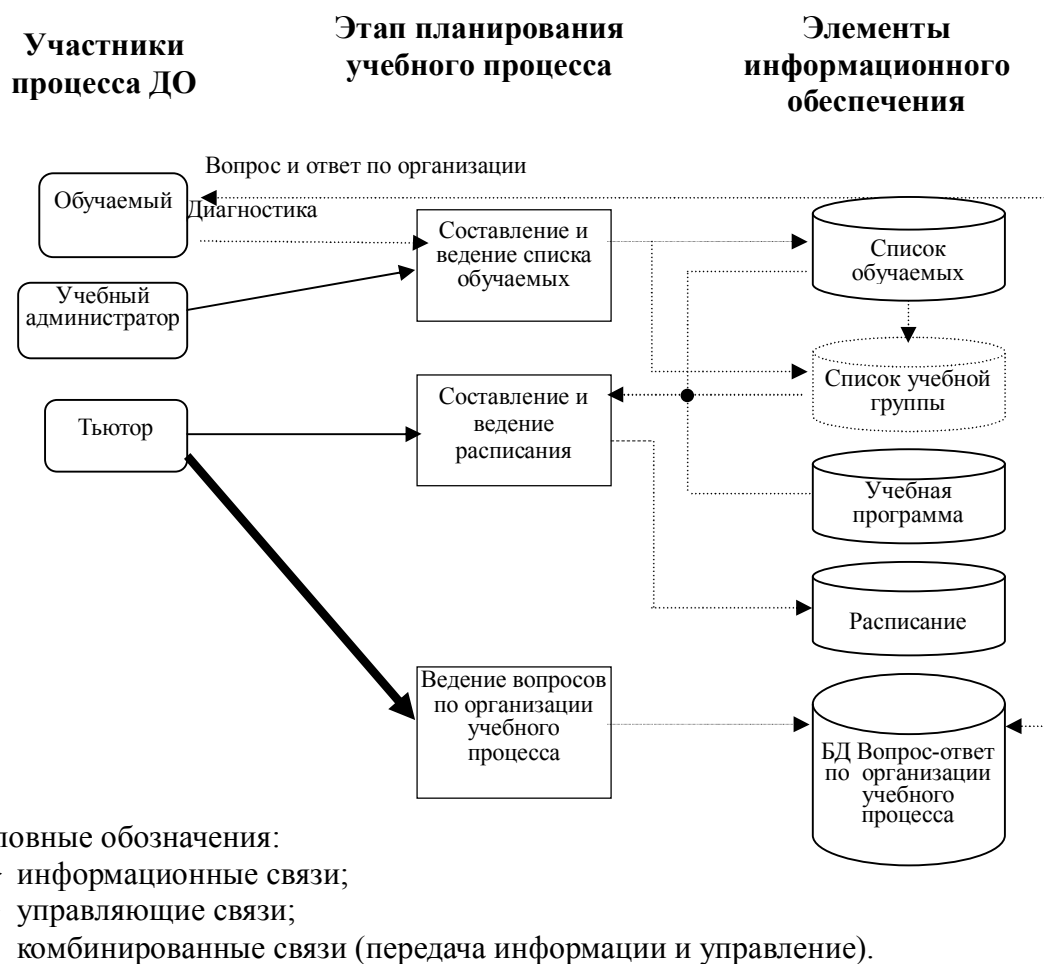 Участники
процесса ДО
Этап планирования
учебного процесса
Элементы
информационного
обеспечения
Вопрос и ответ по организации
Обучаемый
Диагностика
Составление и
ведение списка
обучаемых
Список
обучаемых
Учебный
администратор
Список учебной
группы
Тьютор
Составление и
ведение
расписания
Учебная
программа
Расписание
Ведение вопросов
по организации
учебного
процесса
БД Вопрос-ответ
по организации
учебного
процесса
ловные обозначения:
информационные связи;
управляющие связи;
комбинированные связи (передача информации и управление).